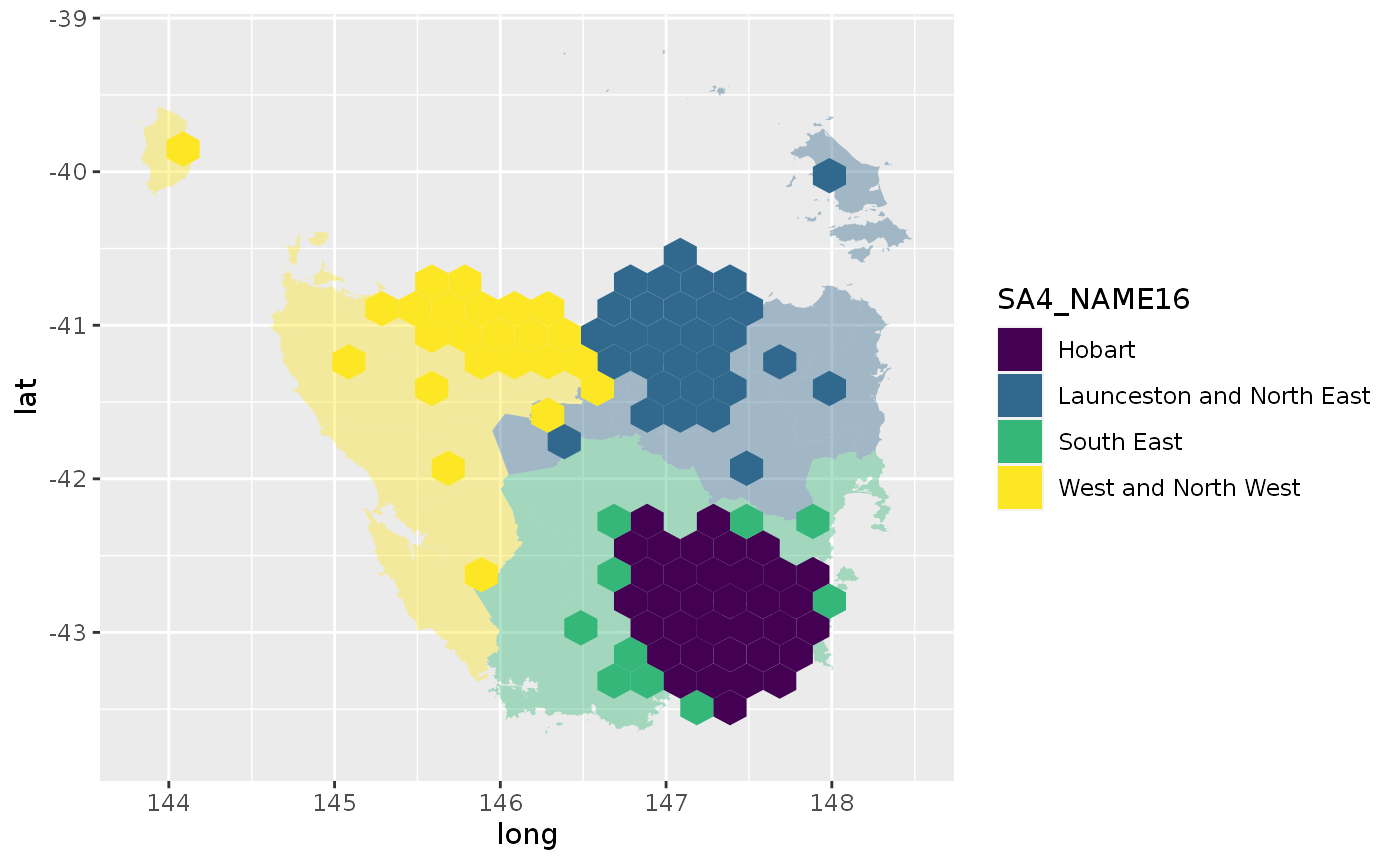 -39
-40
-41
-42
-43
lat
144
145
146
147
148
long
SA4_NAME16
Hobart
Launceston and North East
South East
West and North West